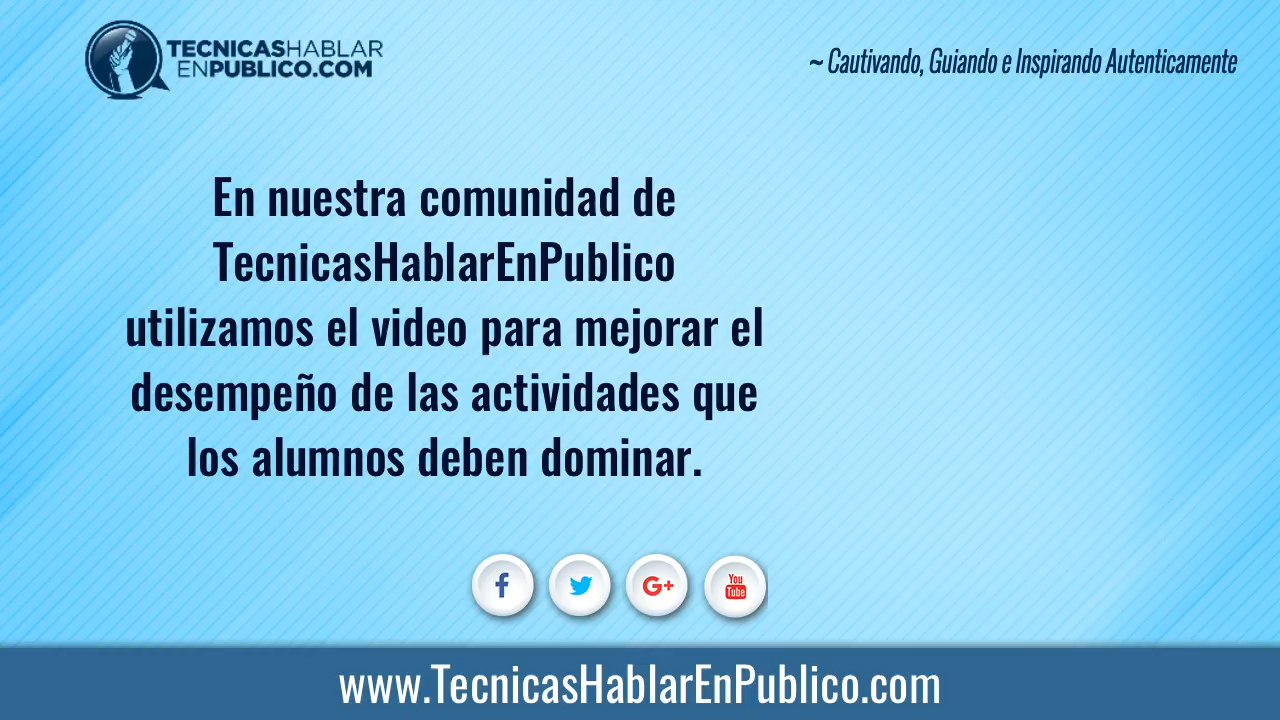 TECNICASHABLAR
ENPUBLICO.COM
~ Cautivando, Guiando e Inspirando Autenticamente
En nuestra comunidad de
TecnicasHablarEnPublico
utilizamos el video para mejorar el
desempeño de las actividades que
los alumnos deben dominar.
f
G+
You
Tube
www.TecnicasHablarEnPublico.com